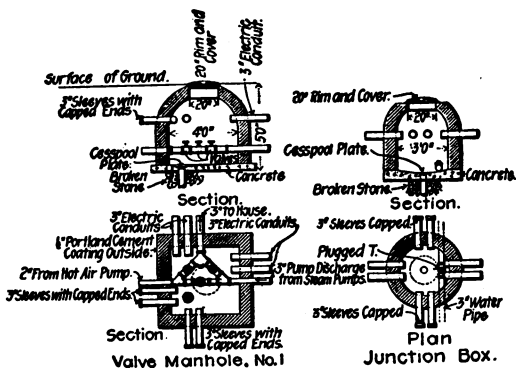 20" Rim and
Cover
3" Electric
Conduit.
Surface of Ground.
3" Sleeves with
Capped Ends.
20"
4'0"
5'0"
Cesspool
Plate.
Valves
Broken
Stone
Concrete
Section.
20" Rim and Cover.
20"
3'0"
Cesspool Plate.
Concrete.
Broken Stone.
Section.
3" Electric
Conduits
3" to House.
3" Electric Conduits
Portland Cement
Coating Outside.
2" From Hot Air Pump.
3" Sleeves with Capped Ends.
3" Pump Discharge
from Steam Pumps.
Section.
3" Sleeves with
Capped Ends.
Valve Manhole, No.1
3" Sleeves Capped.
Plugged T.
3" Sleeves Capped
3" Water
Pipe
Plan
Junction Box.